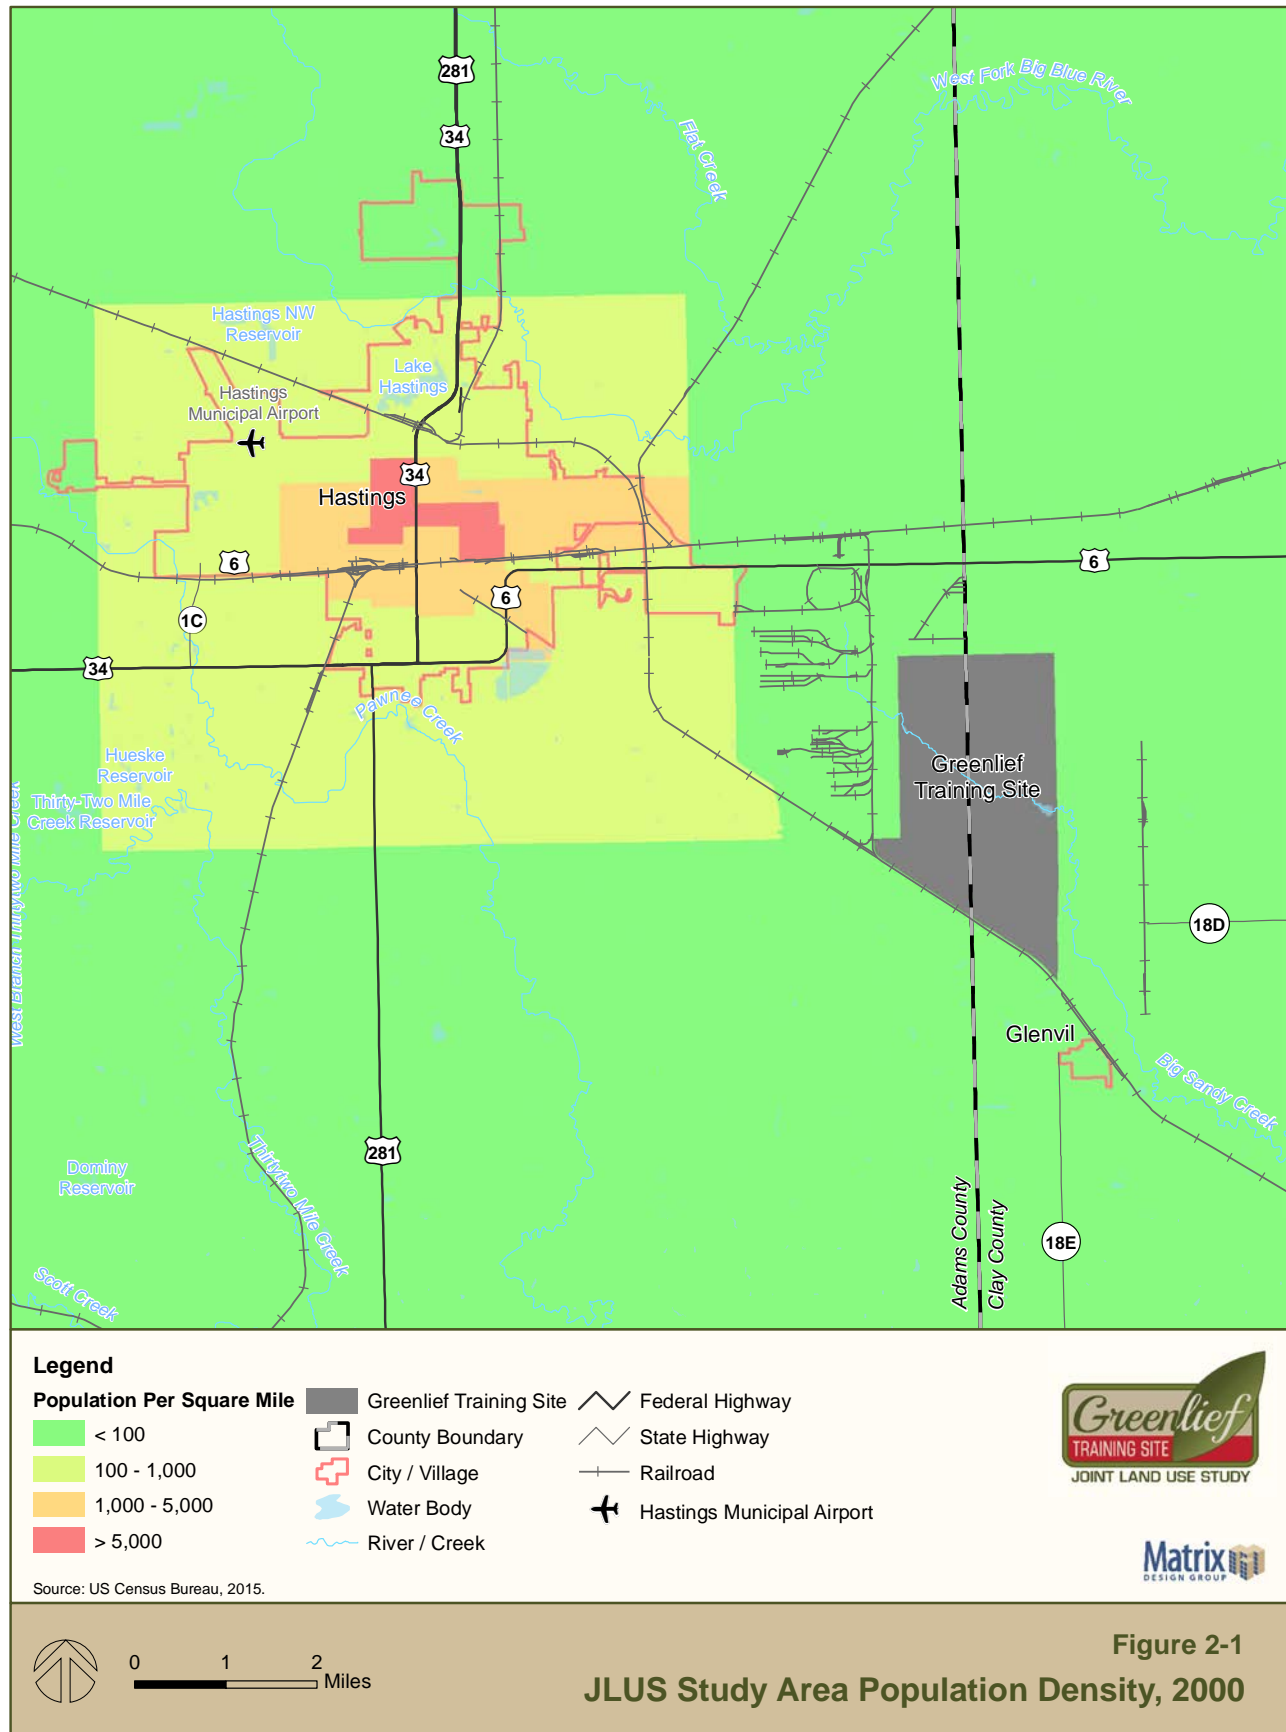 281
34
West Fork Big Blue River
Flat Creek
Hastings NW
Reservoir
Lake
Hastings
Hastings
Municipal Airport
34
Hastings
6
6
6
1C
34
Pawnee Creek
Hueske
Reservoir
Thirty-Two Mile
Creek Reservoir
West Branch Thirtytwo Mile Creek
Greenlief
Training Site
18D
Glenvil
Big Sandy Creek
281
Thirtytwo Mile Creek
Dominy
Reservoir
Scott Creek
Adams County
Clay County
18E
Legend
Population Per Square Mile
< 100
100 - 1,000
1,000 - 5,000
> 5,000
Greenlief Training Site
County Boundary
City / Village
Water Body
River / Creek
Federal Highway
State Highway
Railroad
Hastings Municipal Airport
Source: US Census Bureau, 2015.
Greenlief
TRAINING SITE
JOINT LAND USE STUDY
Matrix
DESIGN GROUP
0 1 2
Miles
Figure 2-1
JLUS Study Area Population Density, 2000